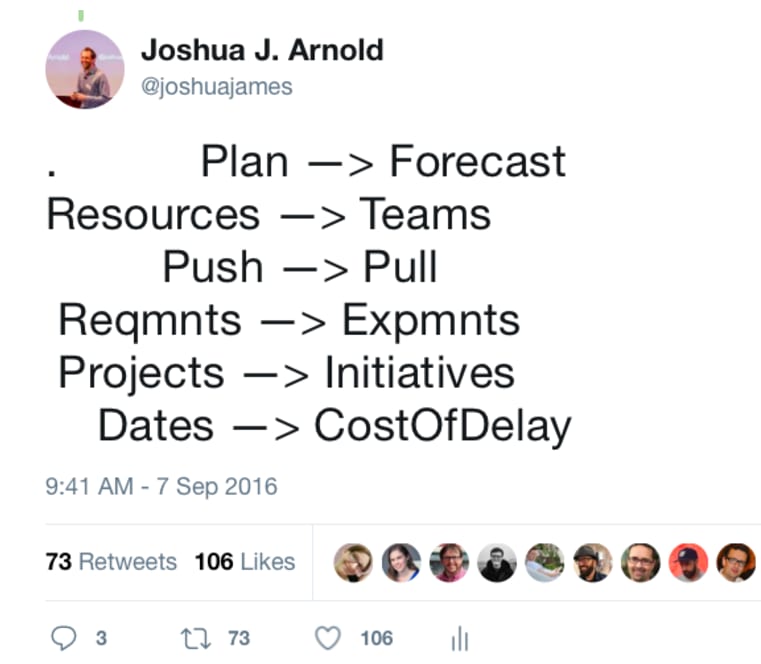 Joshua J. Arnold
@joshuajames
. Plan —> Forecast
Resources —> Teams
Push —> Pull
Reqmnts —> Expmnts
Projects —> Initiatives
Dates —> CostOfDelay
9:41 AM - 7 Sep 2016
73 Retweets 106 Likes
3 73 106